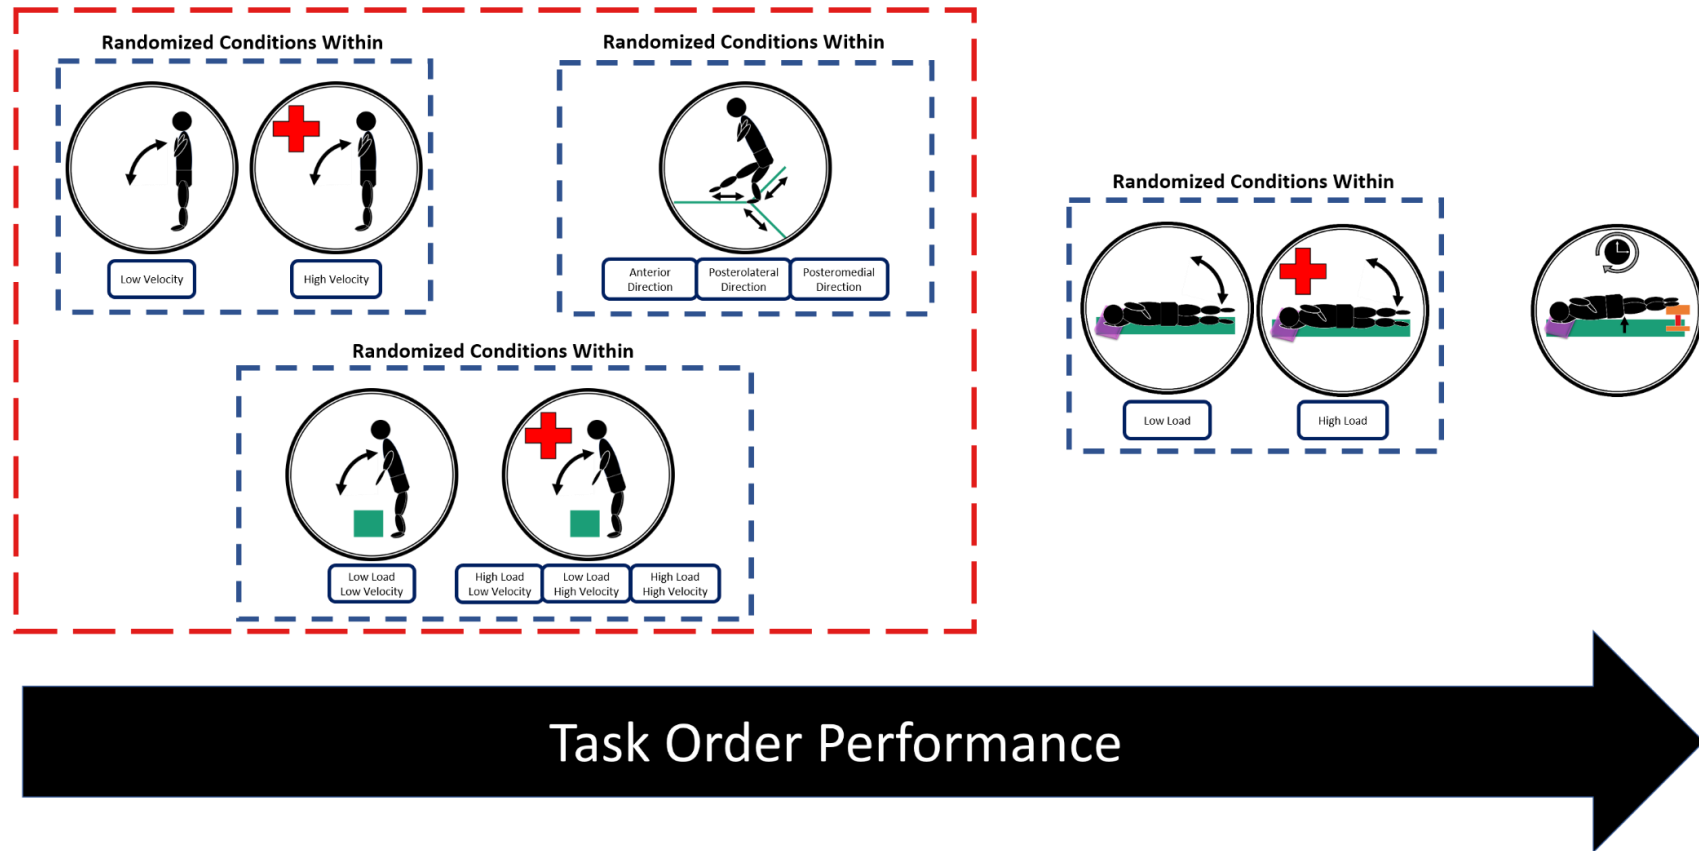 Randomized Conditions Within
Low Velocity
High Velocity
Randomized Conditions Within
Anterior
Direction
Posterolateral
Direction
Posteromedial
Direction
Randomized Conditions Within
Low Load
Low Velocity
High Load
Low Velocity
Low Load
High Velocity
High Load
High Velocity
Randomized Conditions Within
Low Load
High Load
Task Order Performance